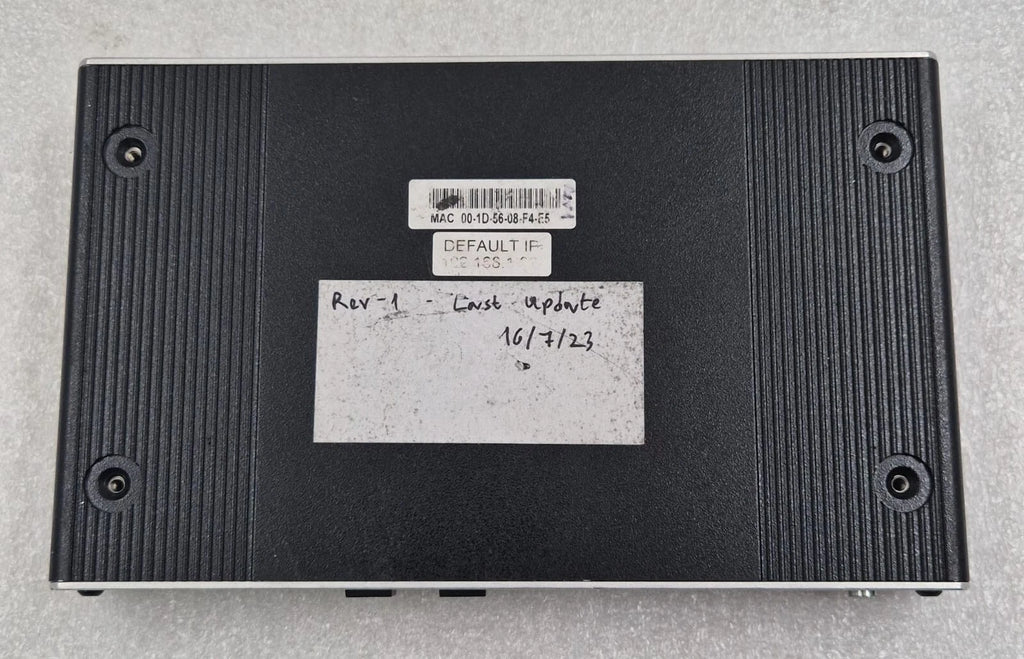 MAC 00-1D-56-08-F4-E5
DEFAULT IP
Rev-1 - Last update
16/7/23